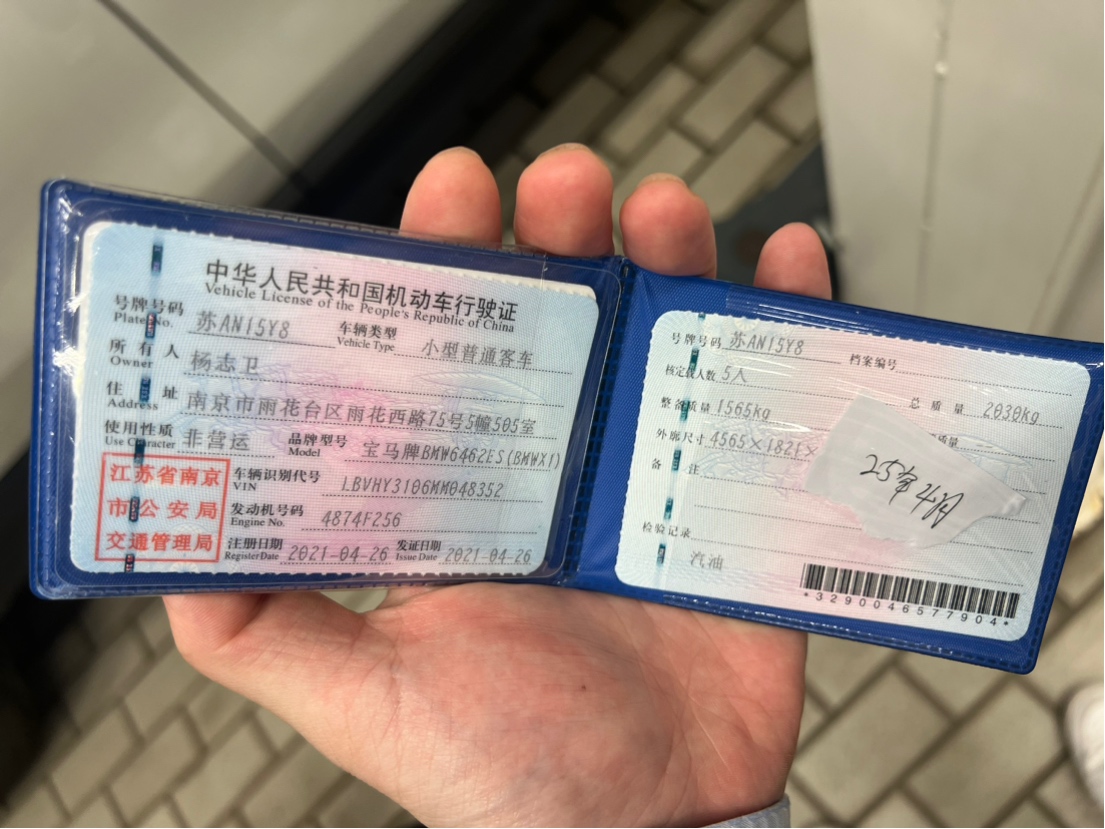 中华人民共和国机动车行驶证
Vehicle License of the People's Republic of China
号牌号码 苏AN15Y8 车辆类型 小型普通客车
Plate No. Vehicle Type
所有人 杨志卫
Owner
住址 南京市雨花台区雨花西路75号5幢505室
Address
使用性质 非营运 品牌型号 宝马牌BMW6462ES(BMWX1)
Use Character Model
江苏省南京
市公安局
交通管理局
车辆识别代号 LBVHY3106MM048352
VIN
发动机号码 4874F256
Engine No.
注册日期 2021-04-26 发证日期 2021-04-26
Register Date Issue Date
号牌号码 苏AN15Y8 档案编号
核定载人数 5人 总质量 2030kg
整备质量 1565kg 质量
外廓尺寸 4565×1821×
备注
25年4月
检验记录
汽油
*3290046577904*